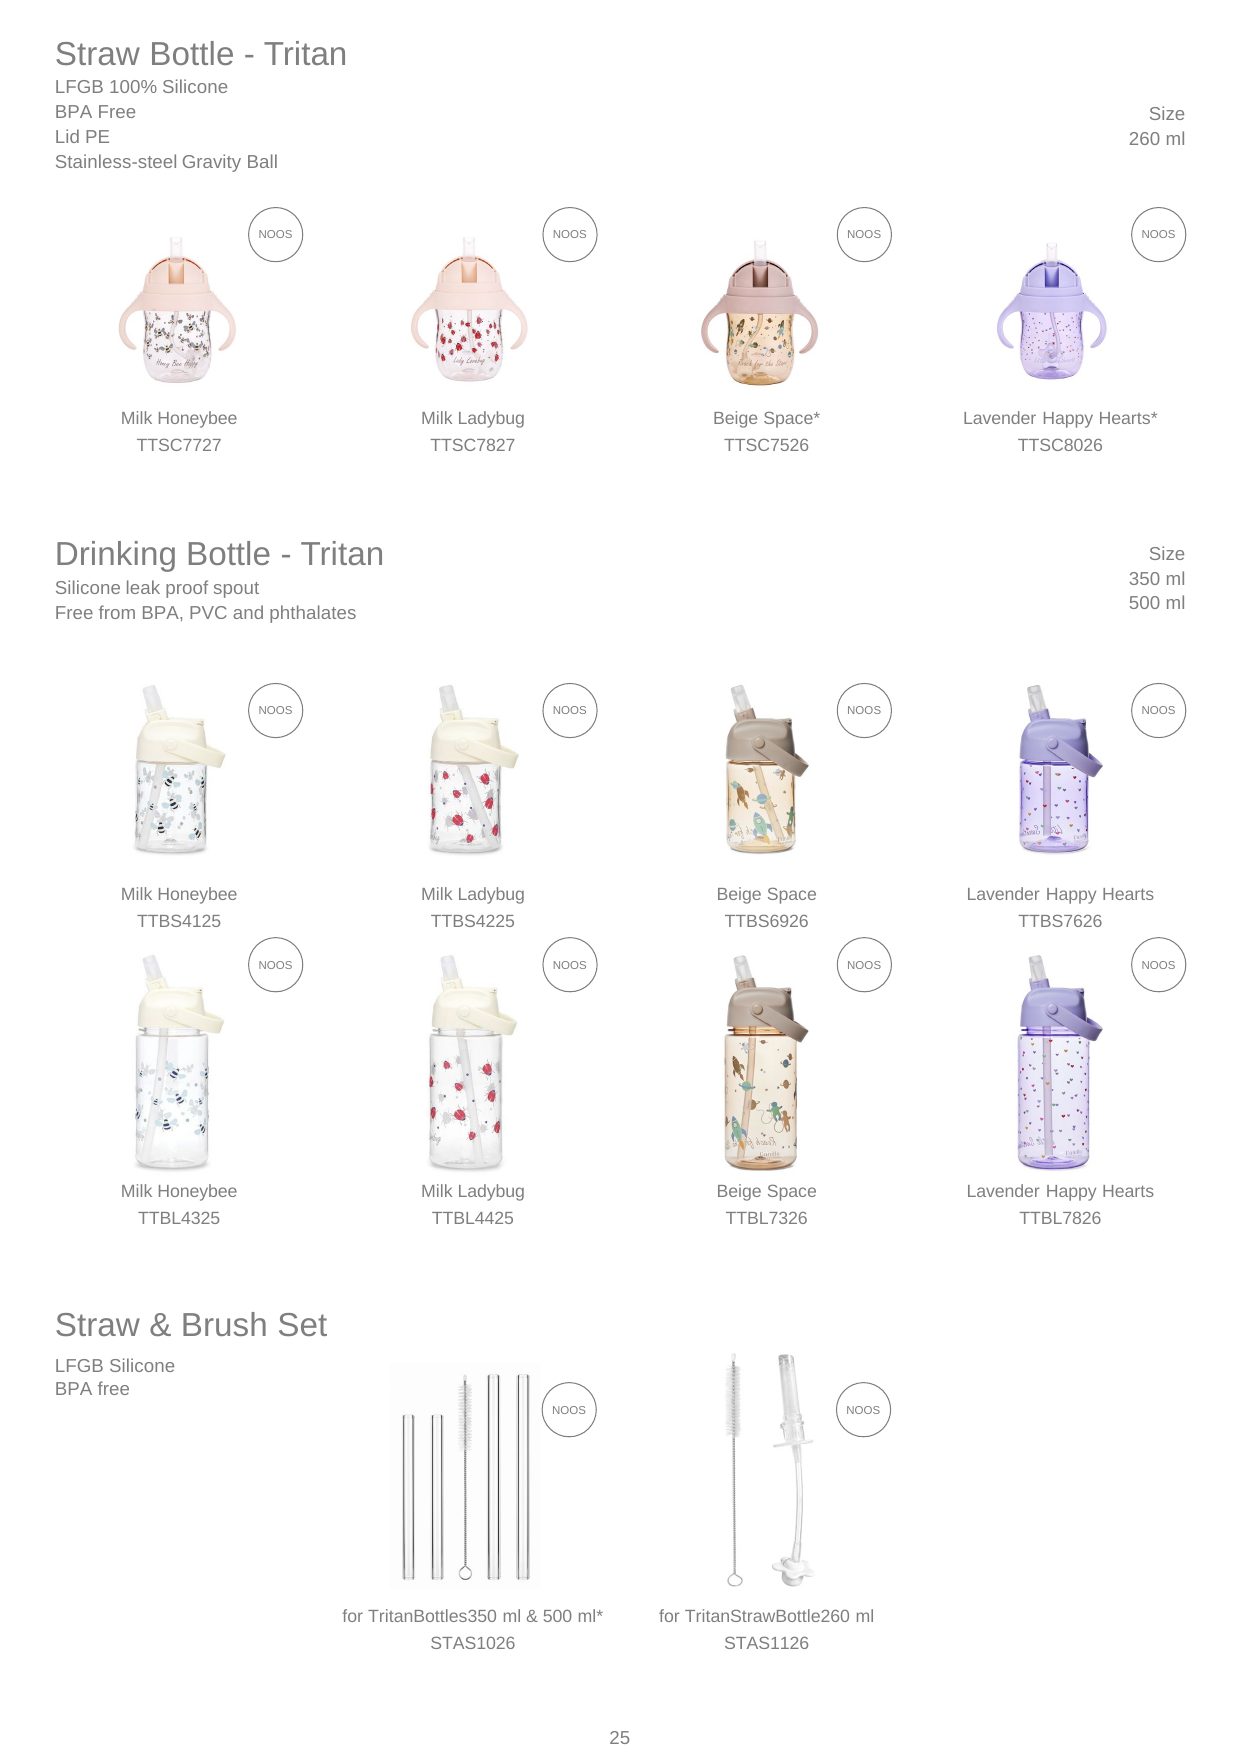 Straw Bottle - Tritan
LFGB 100% Silicone
BPA Free
Lid PE
Stainless-steel Gravity Ball
Size
260 ml
NOOS
NOOS
NOOS
NOOS
Honey Bee Happy
Lady Lovebug
Milk Honeybee
TTSC7727
Milk Ladybug
TTSC7827
Beige Space*
TTSC7526
Lavender Happy Hearts*
TTSC8026
Drinking Bottle - Tritan
Silicone leak proof spout
Free from BPA, PVC and phthalates
Size
350 ml
500 ml
NOOS
NOOS
NOOS
NOOS
Milk Honeybee
TTBS4125
Milk Ladybug
TTBS4225
Beige Space
TTBS6926
Lavender Happy Hearts
TTBS7626
NOOS
NOOS
NOOS
NOOS
Milk Honeybee
TTBL4325
Milk Ladybug
TTBL4425
Beige Space
TTBL7326
Lavender Happy Hearts
TTBL7826
Straw & Brush Set
LFGB Silicone
BPA free
NOOS
NOOS
for TritanBottles350 ml & 500 ml*
STAS1026
for TritanStrawBottle260 ml
STAS1126
25